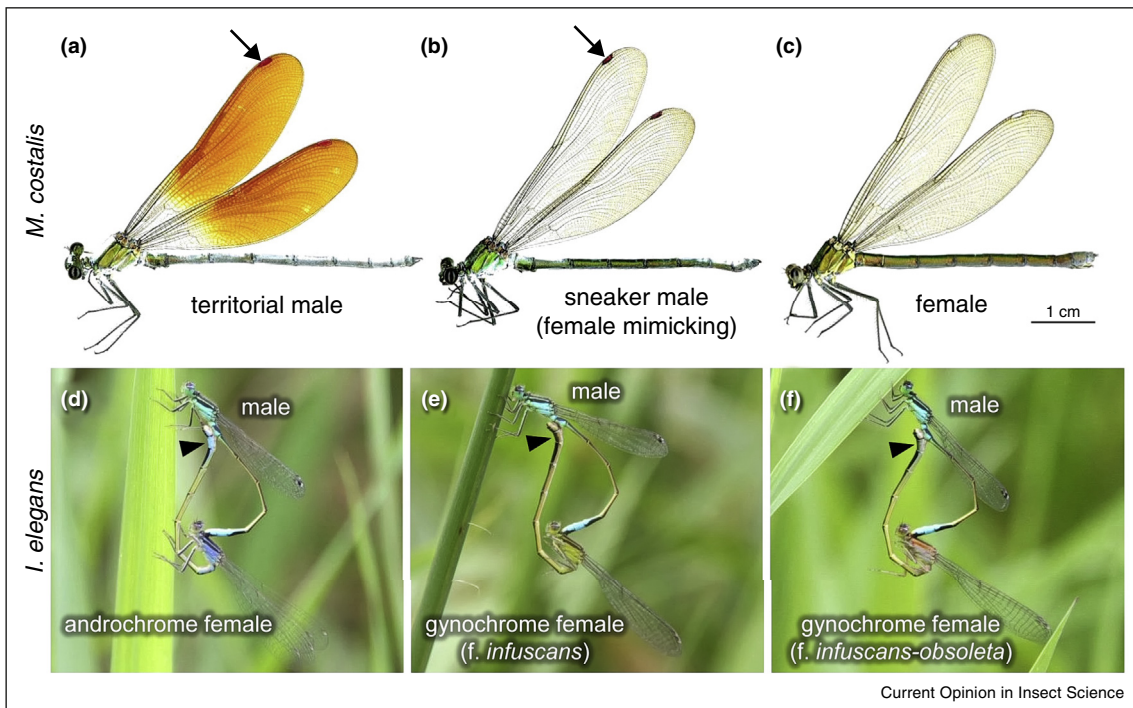 (a)
(b)
(c)
M. costalis
territorial male
sneaker male
(female mimicking)
female
1 cm
(d)
male
androchrome female
(e)
male
gynochrome female
(f. infuscans)
(f)
male
gynochrome female
(f. infuscans-obsoleta)
I. elegans
Current Opinion in Insect Science